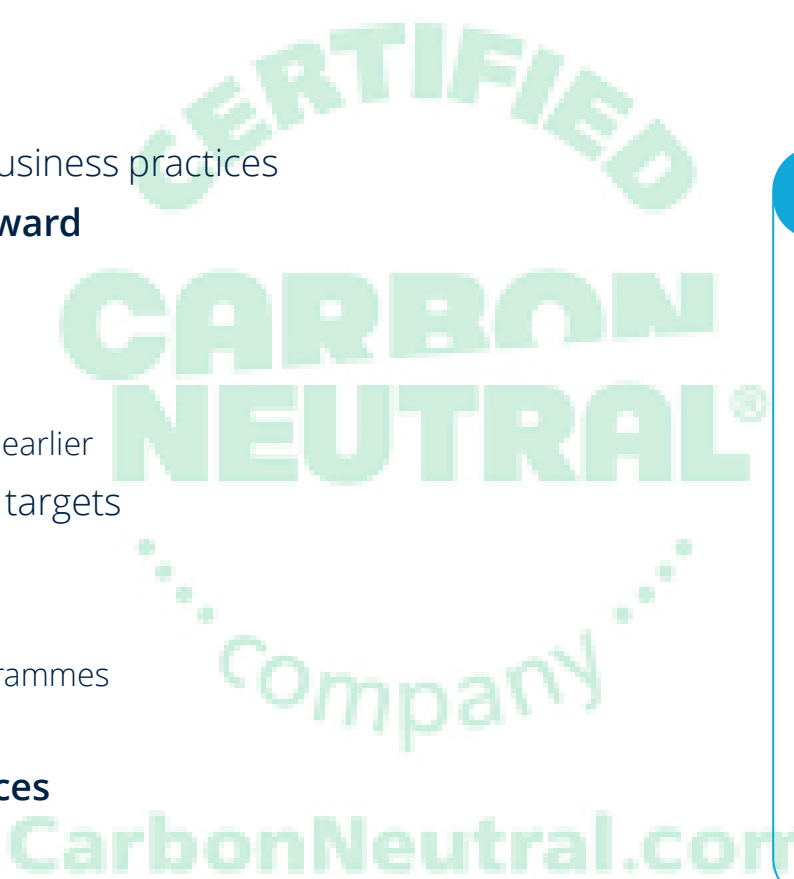 CERTIFIED
usiness practices
ward
CARBON
NEUTRAL®
earlier
targets
rammes
company
ces
CarbonNeutral.com